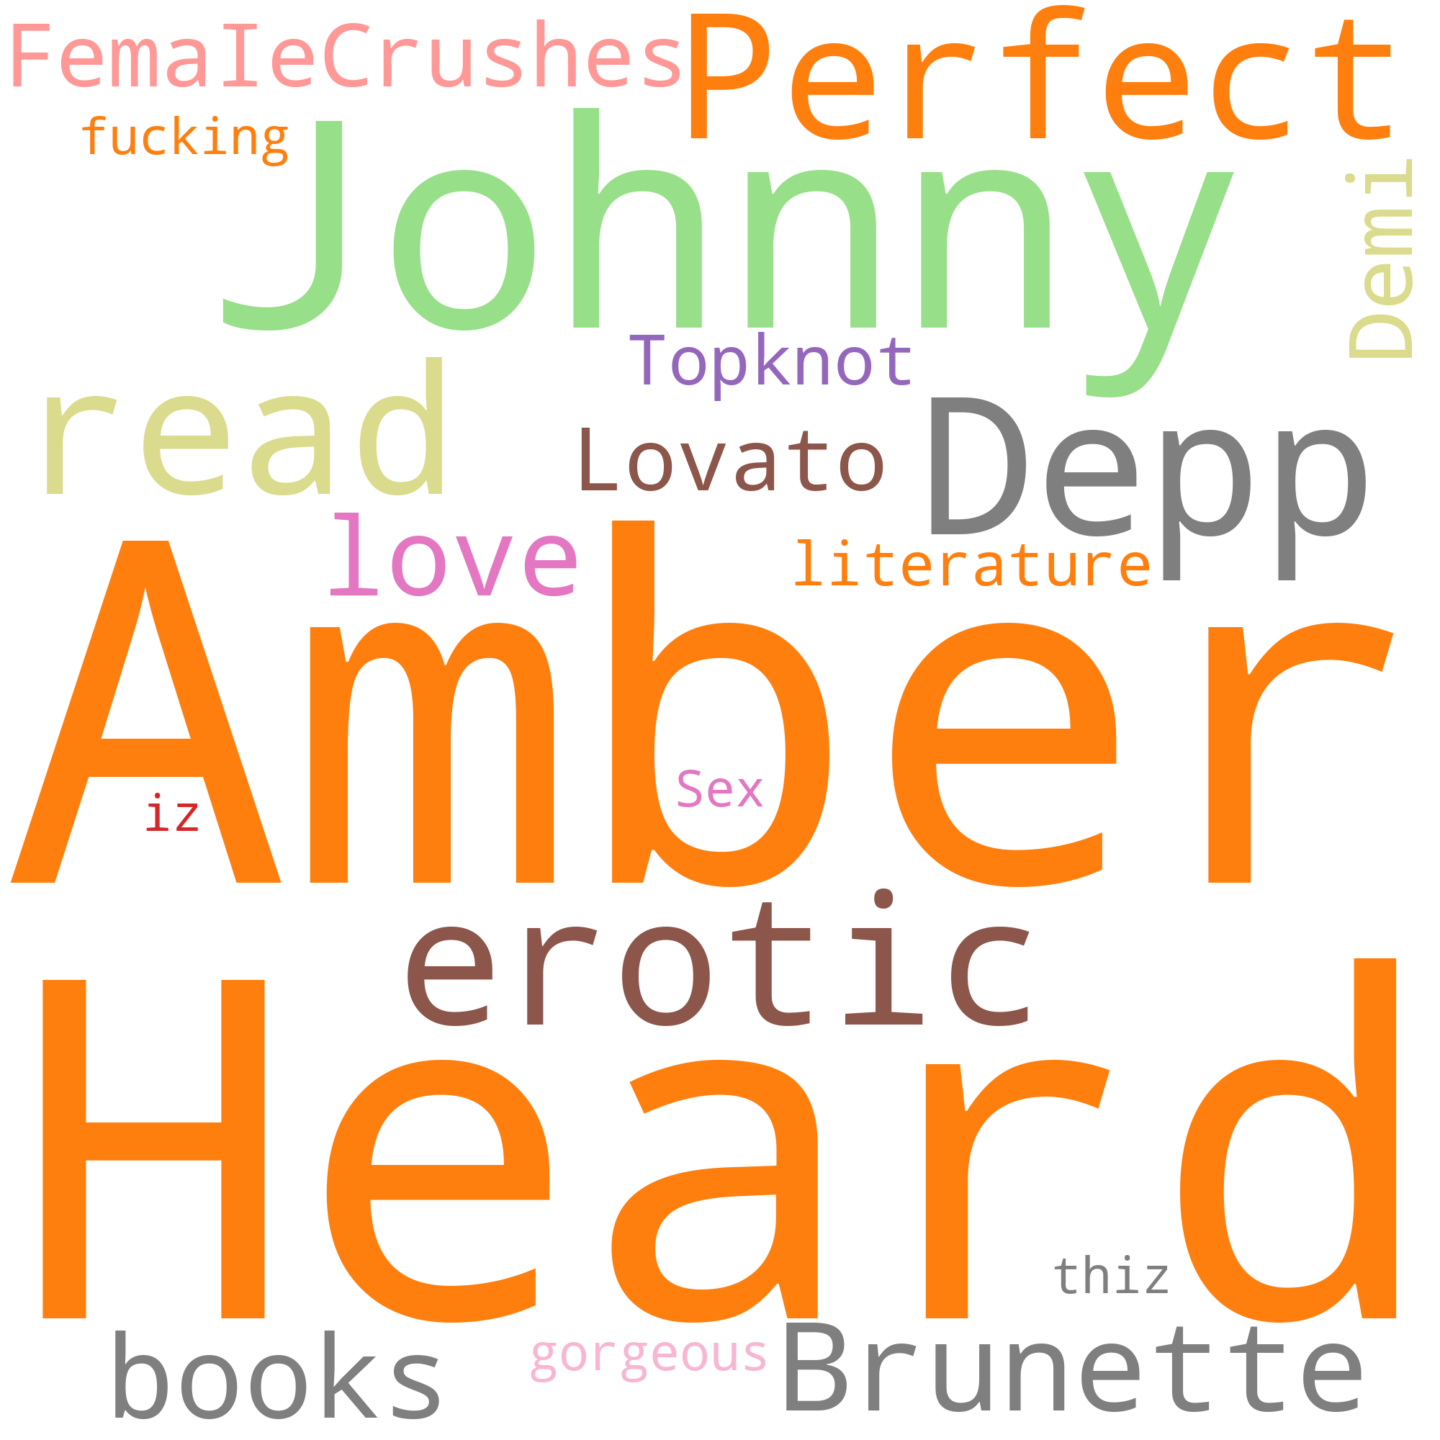 FemaIeCrushes
Perfect
fucking
Johnny
Demi
Topknot
read
Depp
Lovato
love
literature
Amber
Sex
iz
erotic
Heard
thiz
books
gorgeous
Brunette